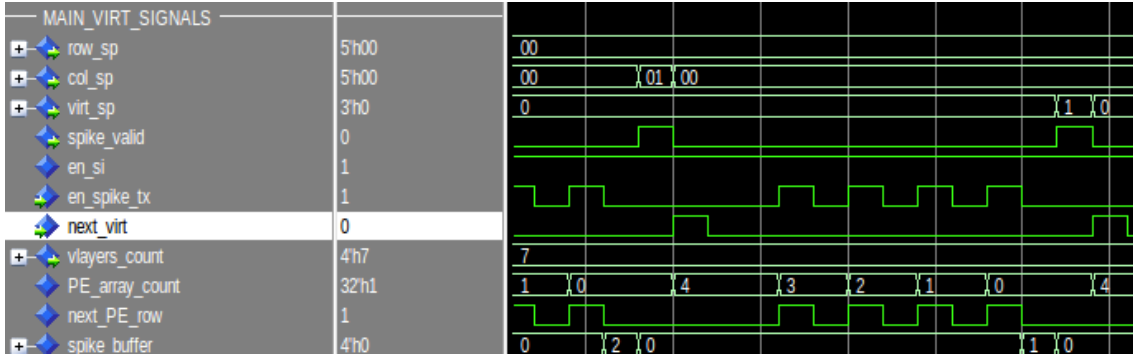 MAIN_VIRT_SIGNALS
row_sp 5'h00 00
col_sp 5'h00 00 01 00
virt_sp 3'h0 0 1 0
spike_valid 0
en_si 1
en_spike_tx 1
next_virt 0
vlayers_count 4'h7 7
PE_array_count 32'h1 1 0 4 3 2 1 0 4
next_PE_row 1
spike_buffer 4'h0 0 2 0 1 0